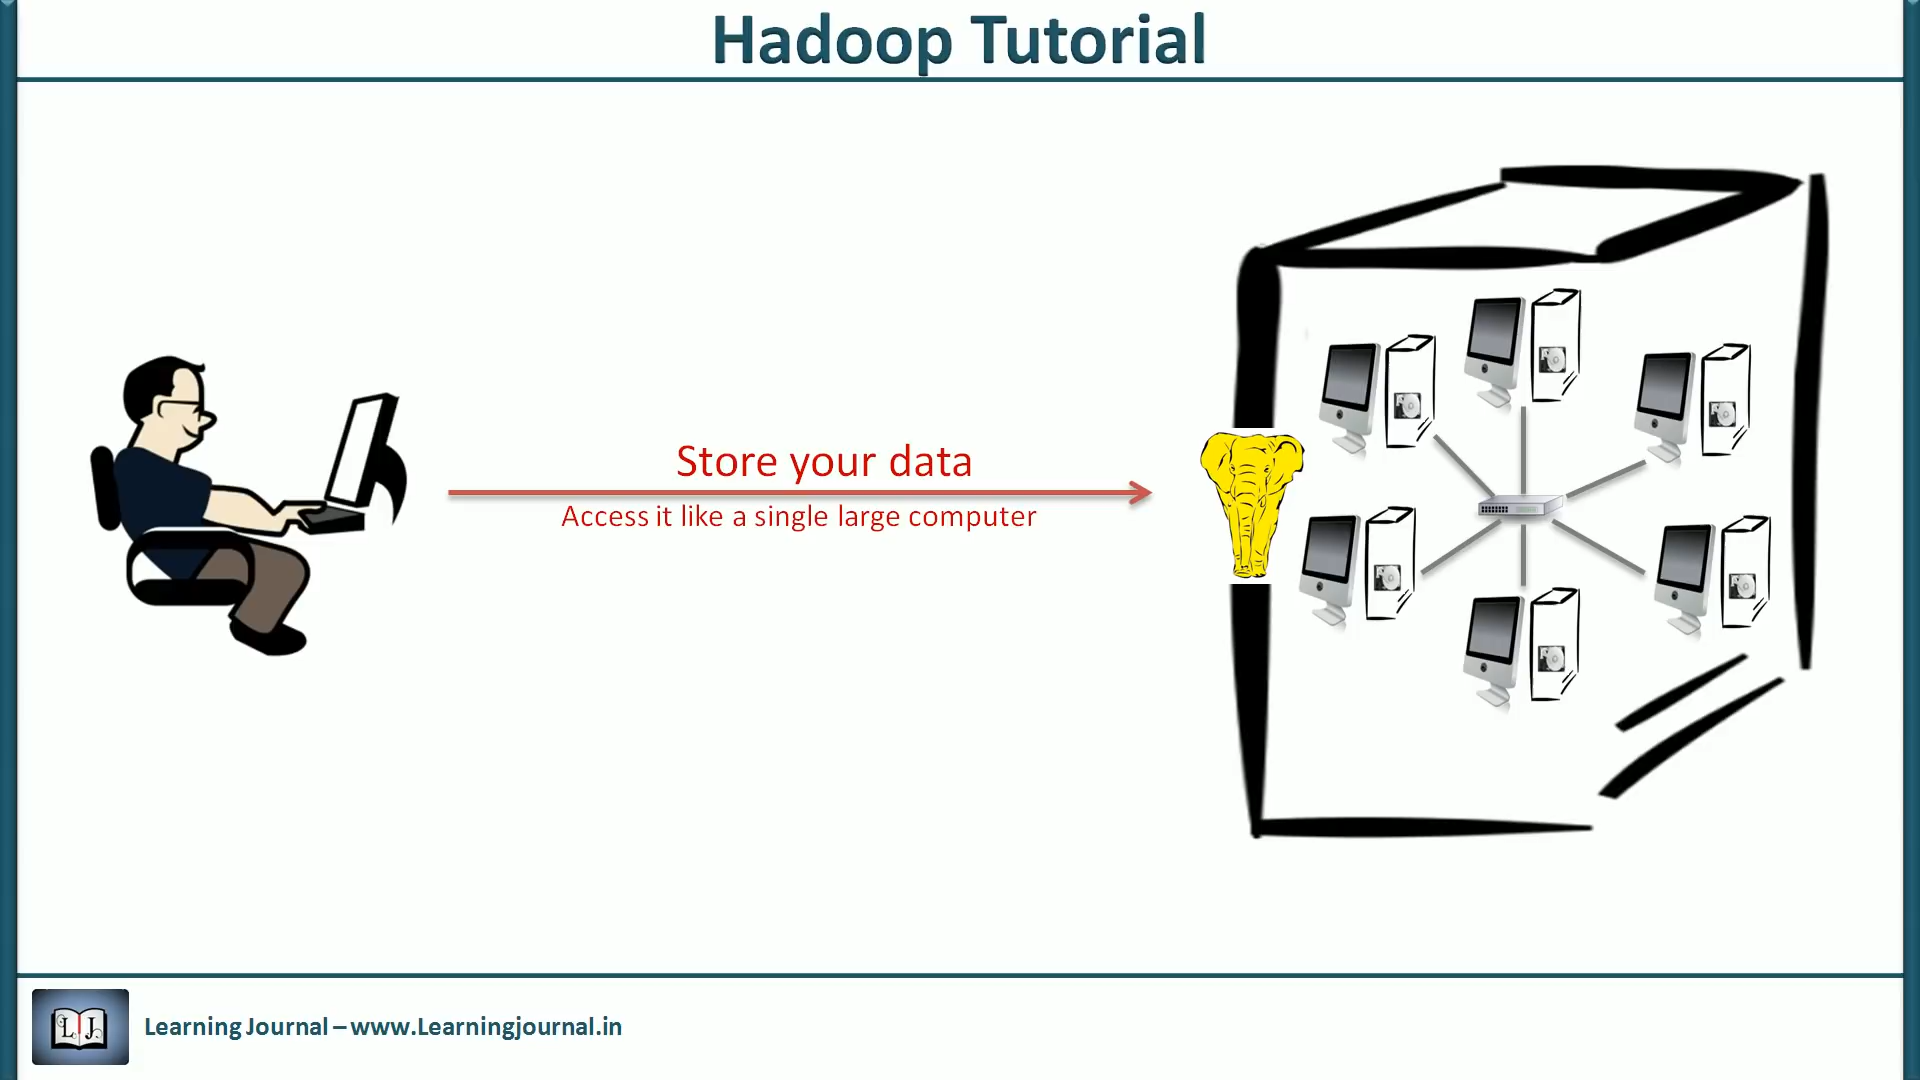 Hadoop Tutorial
Store your data
Access it like a single large computer
L J
Learning Journal – www.Learningjournal.in